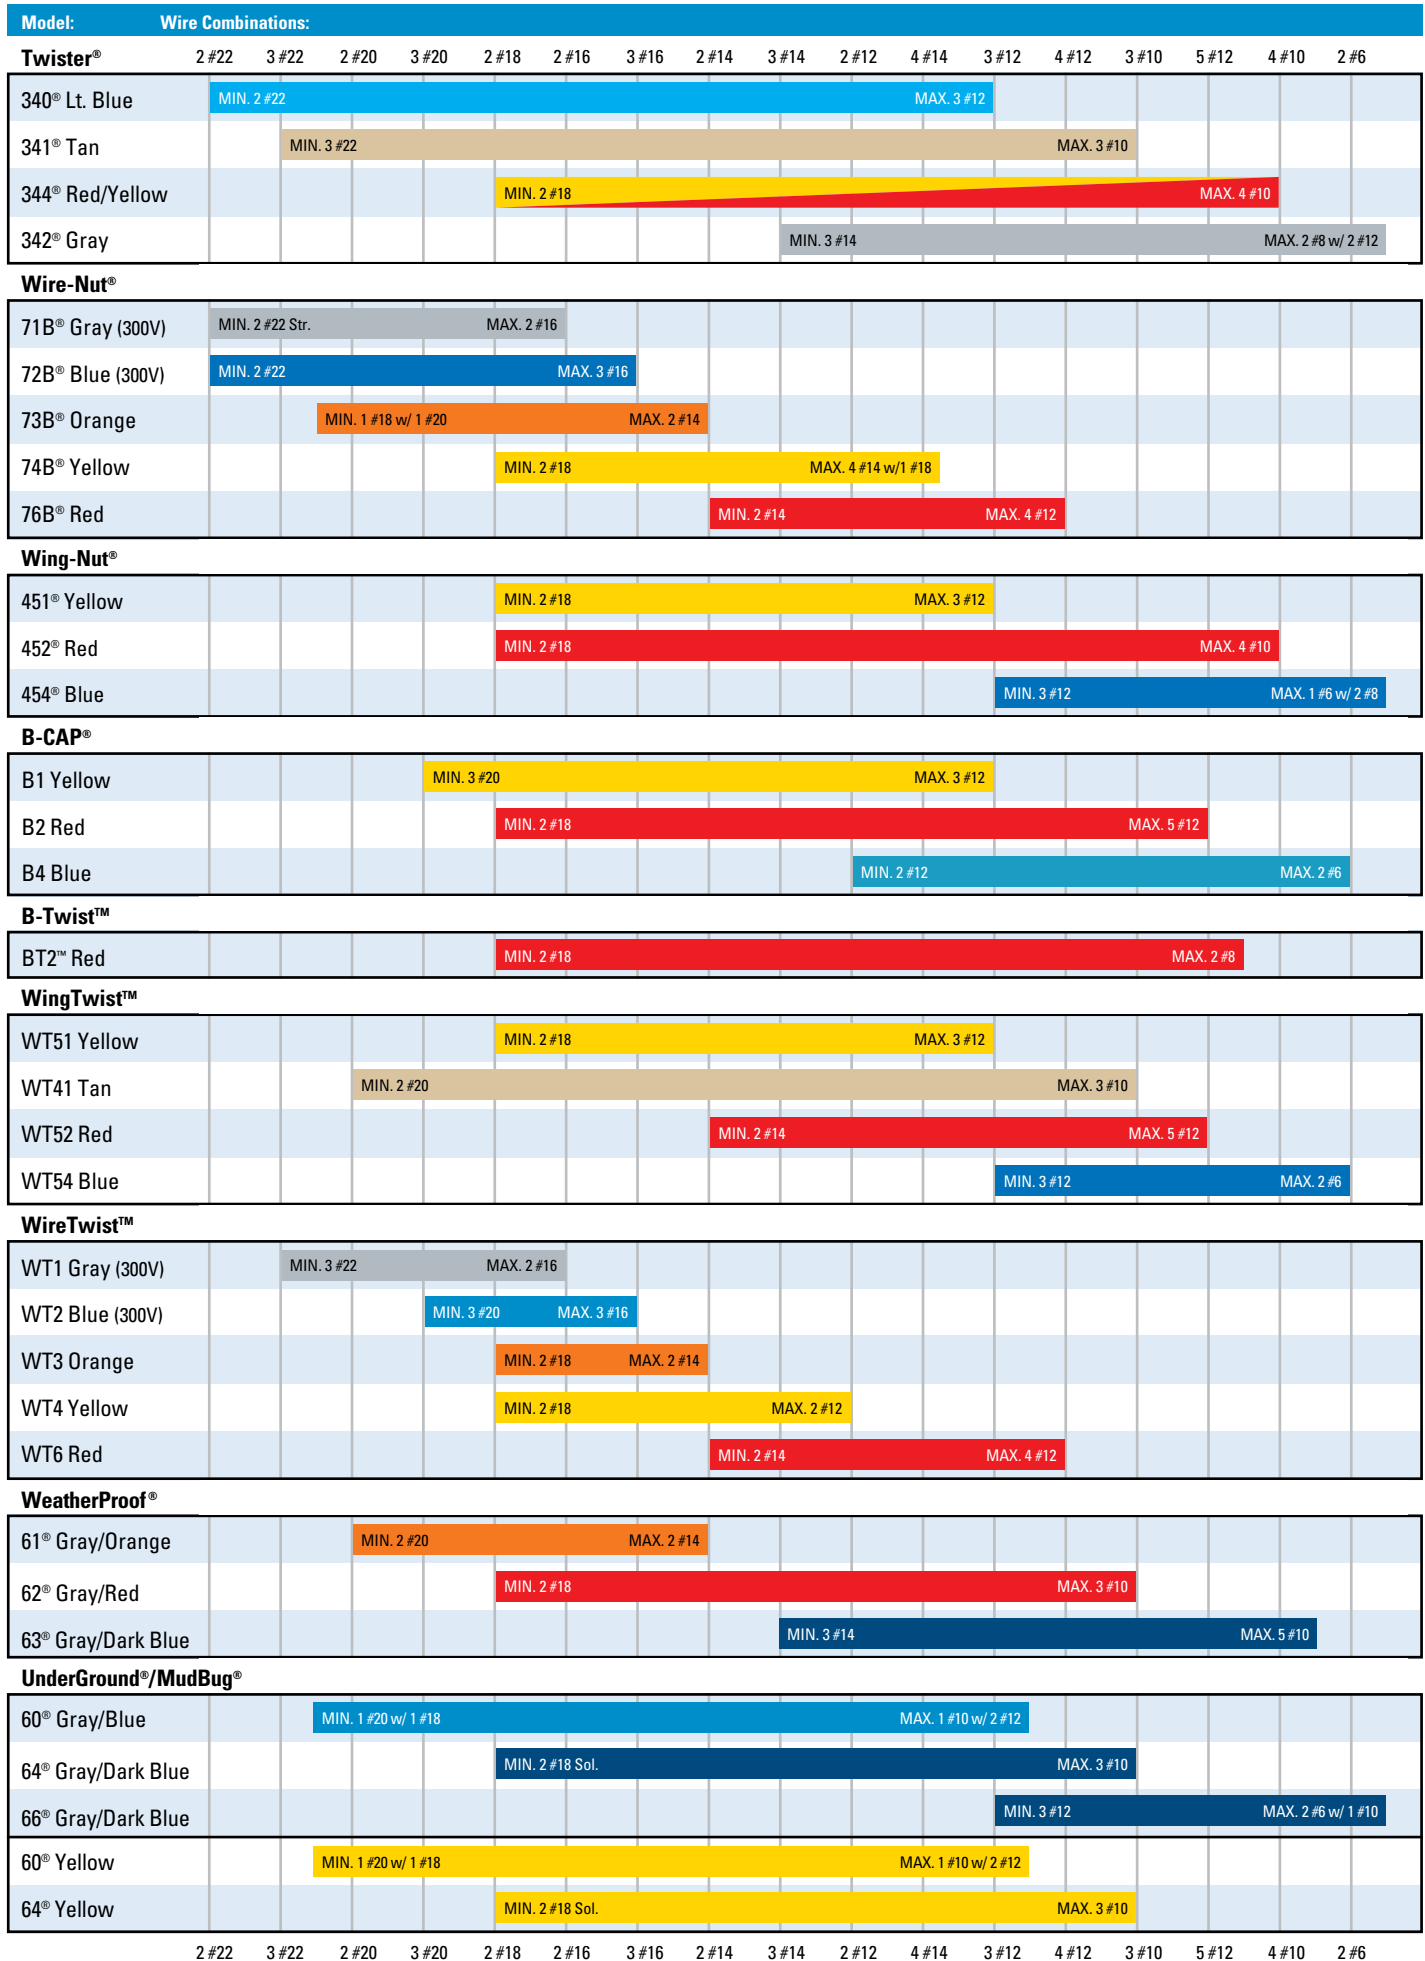 Model: Wire Combinations:
Twister® 2 #22 3 #22 2 #20 3 #20 2 #18 2 #16 3 #16 2 #14 3 #14 2 #12 4 #14 3 #12 4 #12 3 #10 5 #12 4 #10 2 #6
340® Lt. Blue MIN. 2 #22 MAX. 3 #12
341® Tan MIN. 3 #22 MAX. 3 #10
344® Red/Yellow MIN. 2 #18 MAX. 4 #10
342® Gray MIN. 3 #14 MAX. 2 #8 w/ 2 #12
Wire-Nut®
71B® Gray (300V) MIN. 2 #22 Str. MAX. 2 #16
72B® Blue (300V) MIN. 2 #22 MAX. 3 #16
73B® Orange MIN. 1 #18 w/ 1 #20 MAX. 2 #14
74B® Yellow MIN. 2 #18 MAX. 4 #14 w/1 #18
76B® Red MIN. 2 #14 MAX. 4 #12
Wing-Nut®
451® Yellow MIN. 2 #18 MAX. 3 #12
452® Red MIN. 2 #18 MAX. 4 #10
454® Blue MIN. 3 #12 MAX. 1 #6 w/ 2 #8
B-CAP®
B1 Yellow MIN. 3 #20 MAX. 3 #12
B2 Red MIN. 2 #18 MAX. 5 #12
B4 Blue MIN. 2 #12 MAX. 2 #6
B-Twist™
BT2™ Red MIN. 2 #18 MAX. 2 #8
WingTwist™
WT51 Yellow MIN. 2 #18 MAX. 3 #12
WT41 Tan MIN. 2 #20 MAX. 3 #10
WT52 Red MIN. 2 #14 MAX. 5 #12
WT54 Blue MIN. 3 #12 MAX. 2 #6
WireTwist™
WT1 Gray (300V) MIN. 3 #22 MAX. 2 #16
WT2 Blue (300V) MIN. 3 #20 MAX. 3 #16
WT3 Orange MIN. 2 #18 MAX. 2 #14
WT4 Yellow MIN. 2 #18 MAX. 2 #12
WT6 Red MIN. 2 #14 MAX. 4 #12
WeatherProof®
61® Gray/Orange MIN. 2 #20 MAX. 2 #14
62® Gray/Red MIN. 2 #18 MAX. 3 #10
63® Gray/Dark Blue MIN. 3 #14 MAX. 5 #10
UnderGround®/MudBug®
60® Gray/Blue MIN. 1 #20 w/ 1 #18 MAX. 1 #10 w/ 2 #12
64® Gray/Dark Blue MIN. 2 #18 Sol. MAX. 3 #10
66® Gray/Dark Blue MIN. 3 #12 MAX. 2 #6 w/ 1 #10
60® Yellow MIN. 1 #20 w/ 1 #18 MAX. 1 #10 w/ 2 #12
64® Yellow MIN. 2 #18 Sol. MAX. 3 #10
2 #22 3 #22 2 #20 3 #20 2 #18 2 #16 3 #16 2 #14 3 #14 2 #12 4 #14 3 #12 4 #12 3 #10 5 #12 4 #10 2 #6